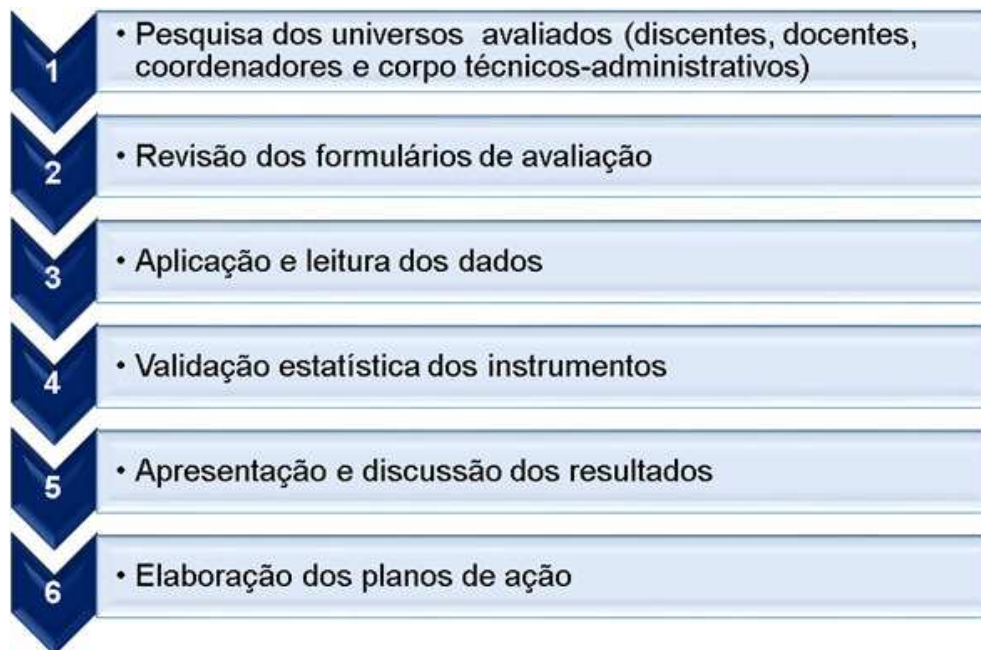 1
• Pesquisa dos universos avaliados (discentes, docentes,
coordenadores e corpo técnicos-administrativos)
2
• Revisão dos formulários de avaliação
3
• Aplicação e leitura dos dados
4
• Validação estatística dos instrumentos
5
• Apresentação e discussão dos resultados
6
• Elaboração dos planos de ação